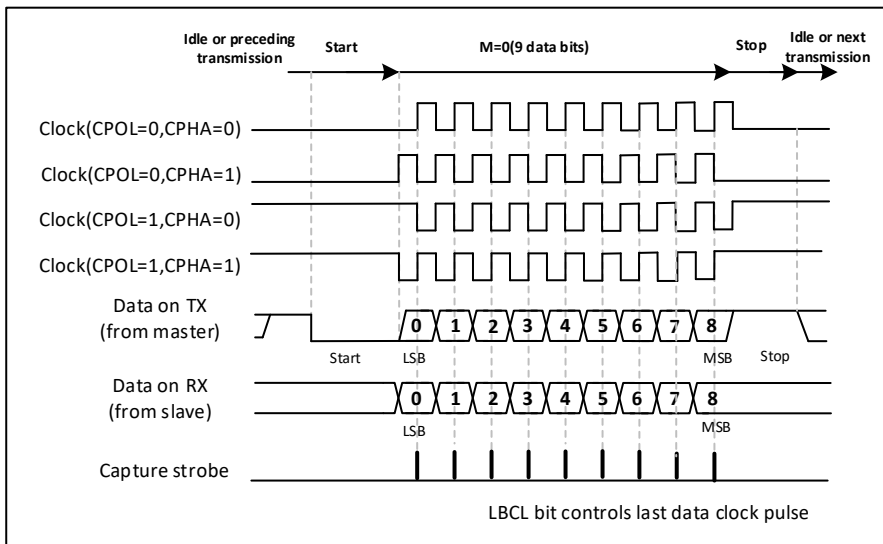 Idle or preceding
transmission
Start
M=0(9 data bits)
Stop
Idle or next
transmission
Clock(CPOL=0,CPHA=0)
Clock(CPOL=0,CPHA=1)
Clock(CPOL=1,CPHA=0)
Clock(CPOL=1,CPHA=1)
Data on TX
(from master)
0 1 2 3 4 5 6 7 8
Start
LSB
MSB
Stop
Data on RX
(from slave)
0 1 2 3 4 5 6 7 8
LSB
MSB
Capture strobe
LBCL bit controls last data clock pulse